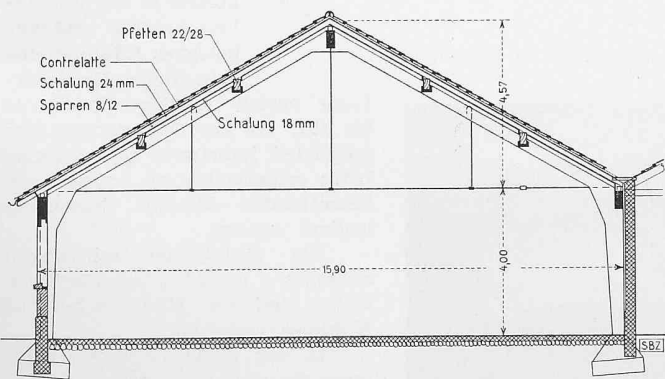 Pfetten 22/28
Contrelatte
Schalung 24 mm
Sparren 8/12
Schalung 18 mm
4,57
15,90
4,00
SBZ